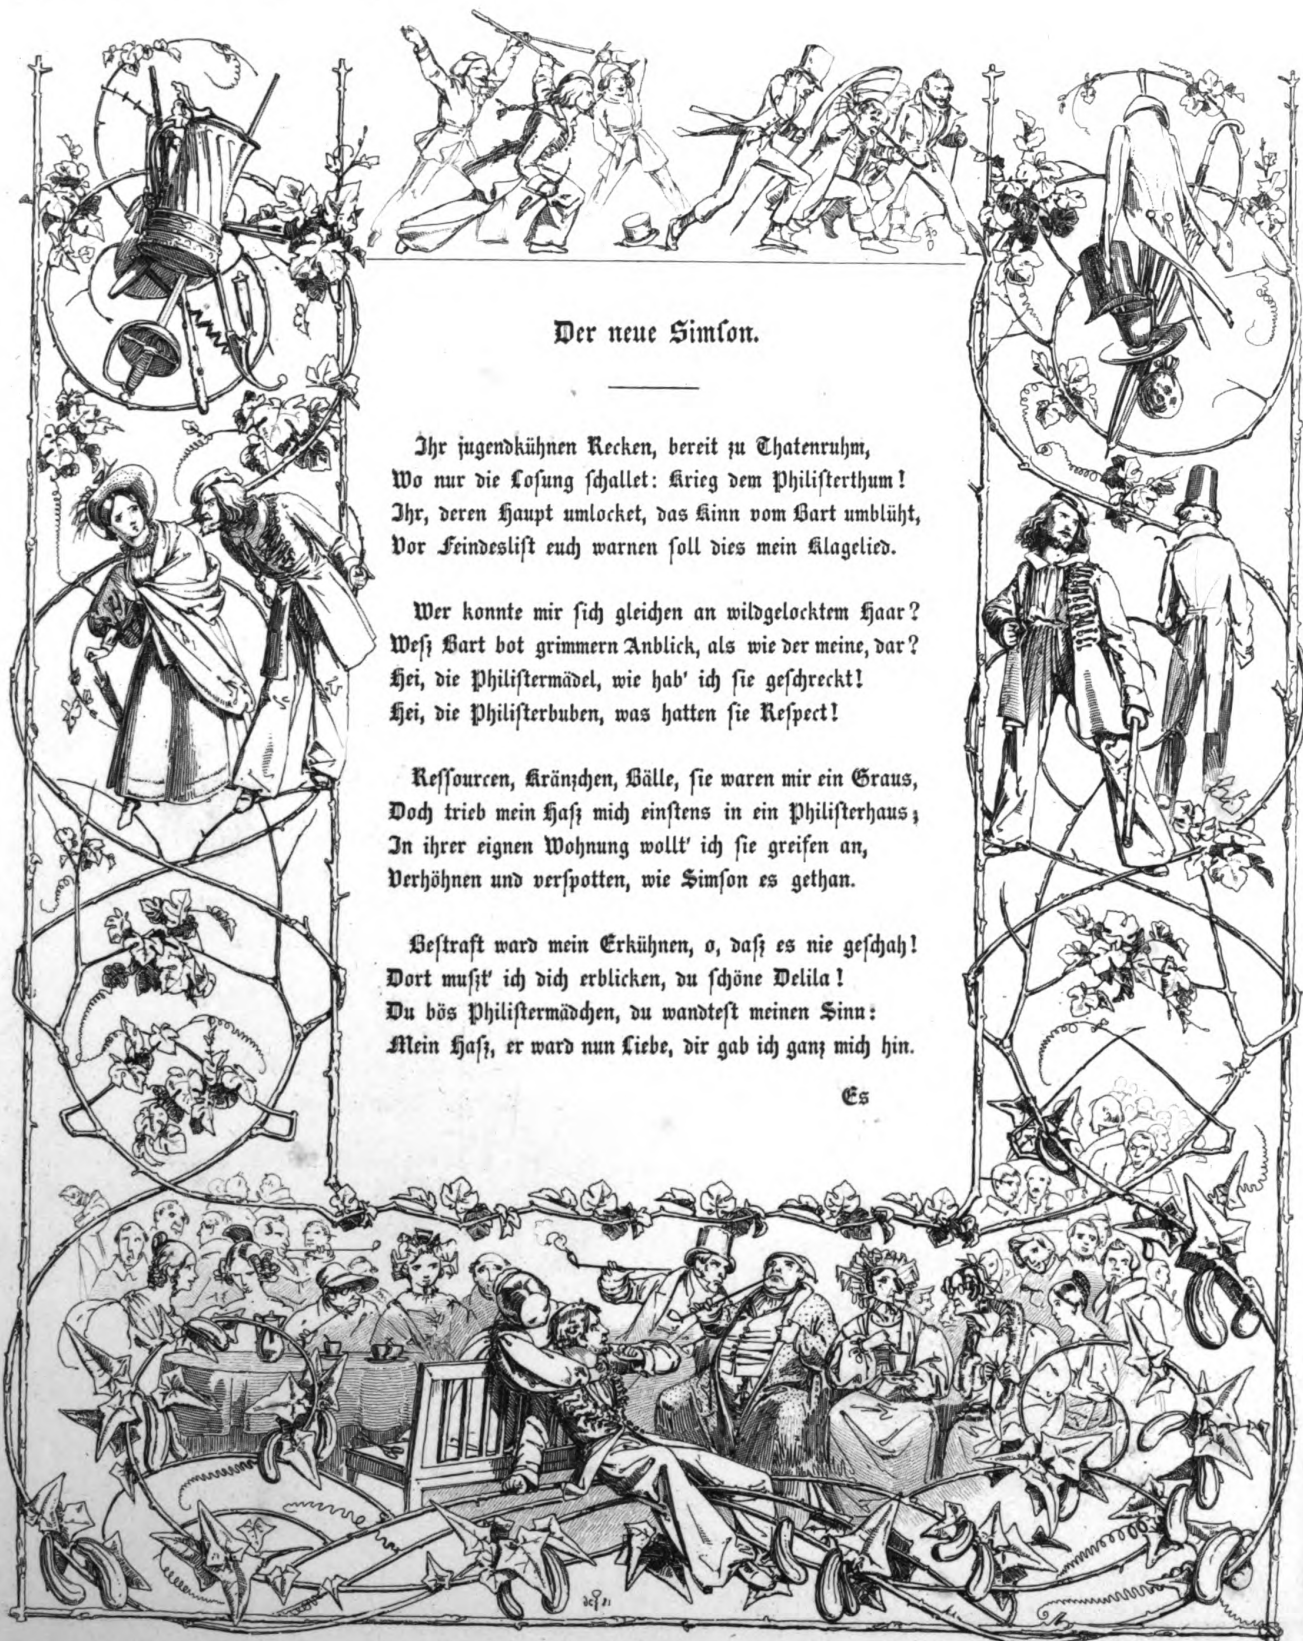 Der neue Simſon.
Ihr jugendkühnen Recken, bereit zu Thatenruhm,
Wo nur die Loſung ſchallet: Krieg dem Philiſterthum!
Ihr, deren Haupt umlocket, das Kinn vom Bart umblüht,
Vor Feindesliſt euch warnen ſoll dies mein Klagelied.
Wer konnte mir ſich gleichen an wildgelocktem Haar?
Weſz Bart bot grimmern Anblick, als wie der meine, dar?
Hei, die Philiſtermädel, wie hab' ich ſie geſchreckt!
Hei, die Philiſterbuben, was hatten ſie Reſpect!
Reſſourcen, Kränzchen, Bälle, ſie waren mir ein Graus,
Doch trieb mein Haſz mich einſtens in ein Philiſterhaus;
In ihrer eignen Wohnung wollt' ich ſie greifen an,
Verhöhnen und verſpotten, wie Simſon es gethan.
Beſtraft ward mein Erkühnen, o, daſz es nie geſchah!
Dort muſzt' ich dich erblicken, du ſchöne Delila!
Du bös Philiſtermädchen, du wandteſt meinen Sinn:
Mein Haſz, er ward nun Liebe, dir gab ich ganz mich hin.
Es